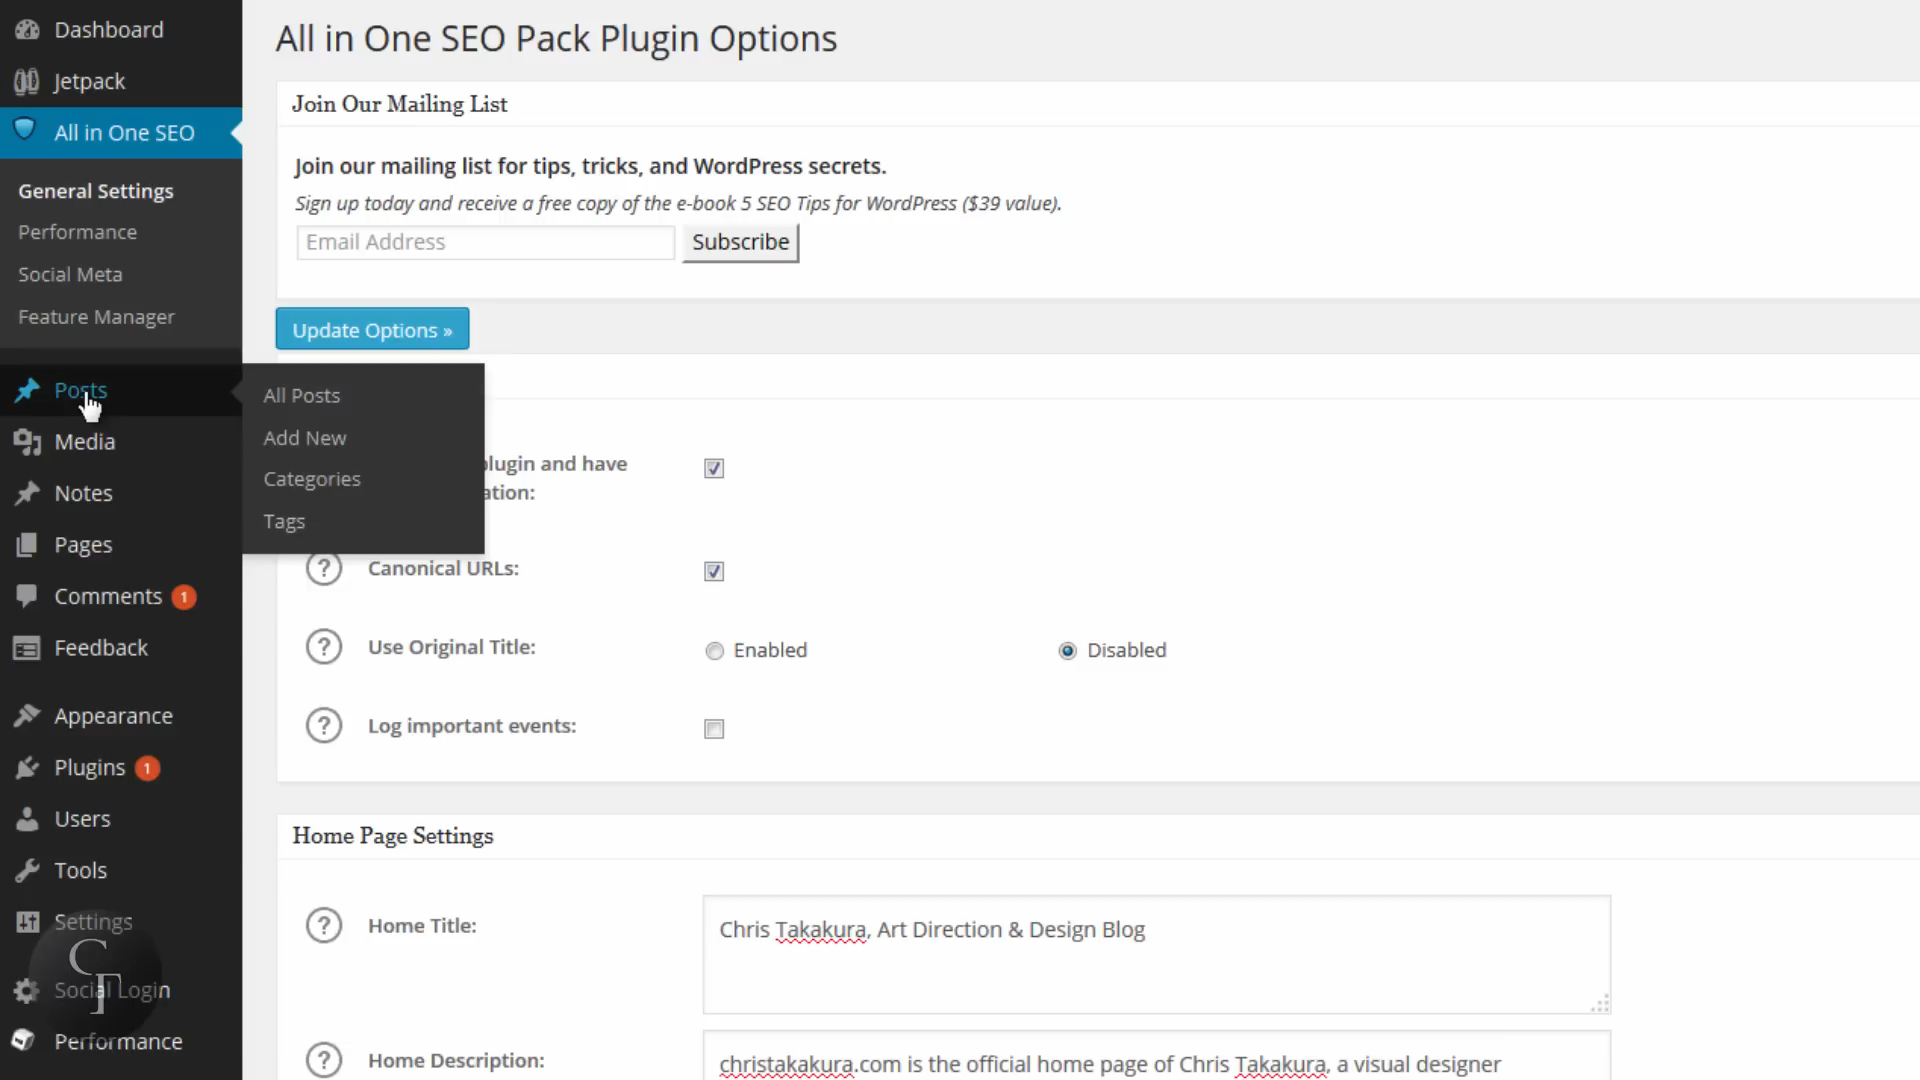 Dashboard
Jetpack
All in One SEO
General Settings
Performance
Social Meta
Feature Manager
Posts
Media
Notes
Pages
Comments 1
Feedback
Appearance
Plugins 1
Users
Tools
Settings
Social Login
Performance
All Posts
Add New
Categories
Tags
All in One SEO Pack Plugin Options
Join Our Mailing List
Join our mailing list for tips, tricks, and WordPress secrets.
Sign up today and receive a free copy of the e-book 5 SEO Tips for WordPress ($39 value).
Email Address Subscribe
Update Options »
plugin and have
ation:
? Canonical URLs:
? Use Original Title: Enabled Disabled
? Log important events:
Home Page Settings
? Home Title: Chris Takakura, Art Direction & Design Blog
? Home Description: christakakura.com is the official home page of Chris Takakura, a visual designer